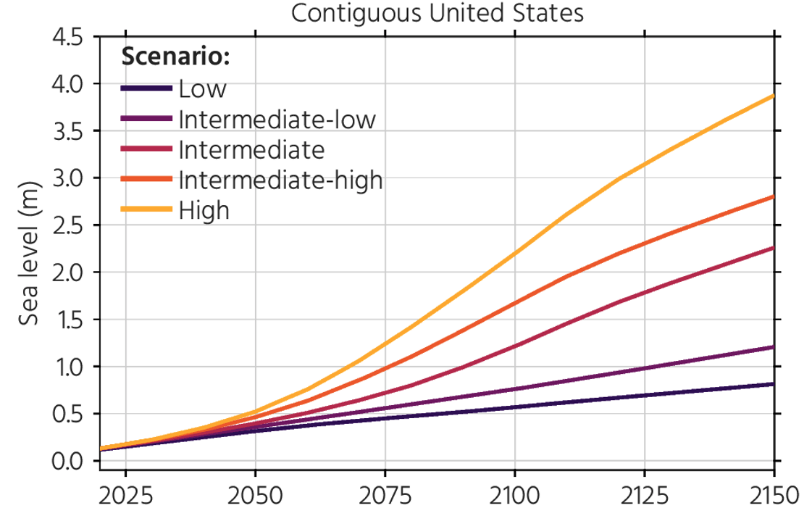 Contiguous United States
4.5
4.0
3.5
3.0
2.5
2.0
1.5
1.0
0.5
0.0
Sea level (m)
Scenario:
Low
Intermediate-low
Intermediate
Intermediate-high
High
2025 2050 2075 2100 2125 2150